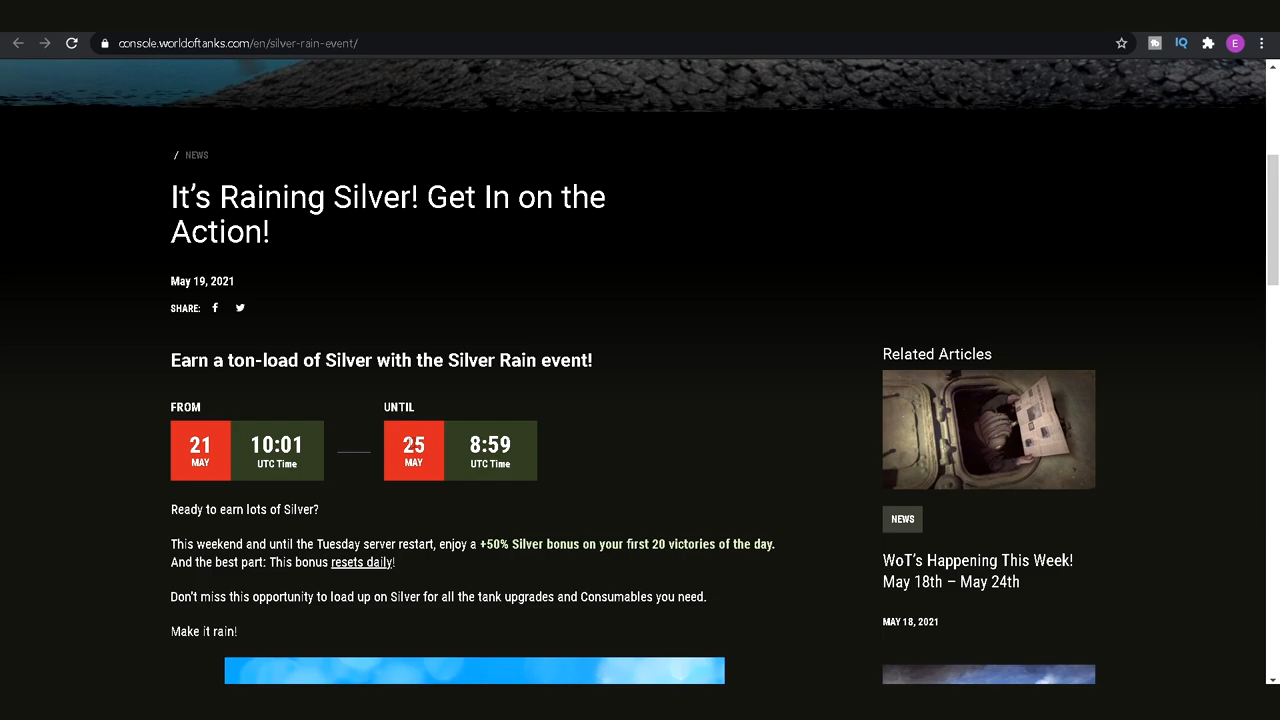 console.worldoftanks.com/en/silver-rain-event/
IQ
E
/ NEWS
It's Raining Silver! Get In on the
Action!
May 19, 2021
SHARE:
Earn a ton-load of Silver with the Silver Rain event!
FROM
UNTIL
21
MAY
10:01
UTC Time
25
MAY
8:59
UTC Time
Ready to earn lots of Silver?
This weekend and until the Tuesday server restart, enjoy a +50% Silver bonus on your first 20 victories of the day.
And the best part: This bonus resets daily!
Don't miss this opportunity to load up on Silver for all the tank upgrades and Consumables you need.
Make it rain!
Related Articles
NEWS
WoT's Happening This Week!
May 18th – May 24th
MAY 18, 2021